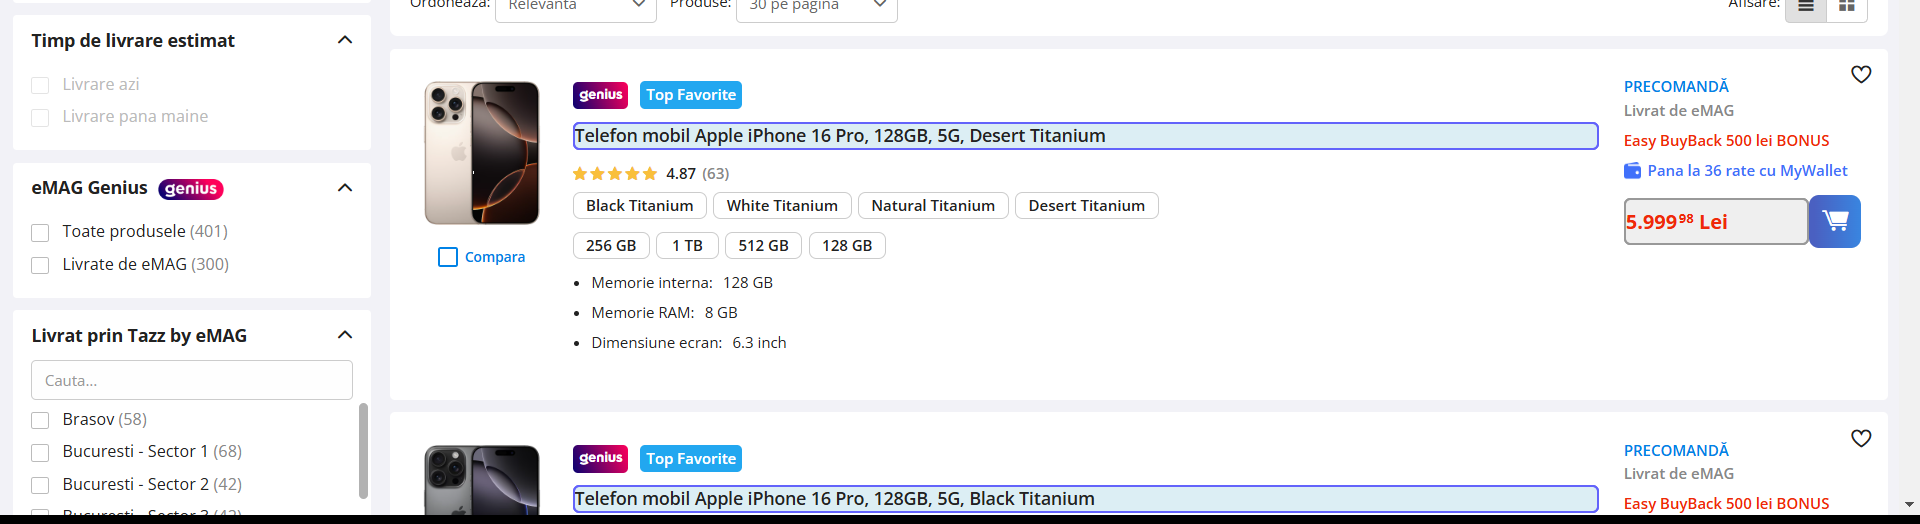 Ordoneaza: Relevanta Produse: 30 pe pagina Afisare:
Timp de livrare estimat
Livrare azi
Livrare pana maine
eMAG Genius genius
Toate produsele (401)
Livrate de eMAG (300)
Livrat prin Tazz by eMAG
Cauta...
Brasov (58)
Bucuresti - Sector 1 (68)
Bucuresti - Sector 2 (42)
Bucuresti - Sector 3 (42)
genius Top Favorite
Telefon mobil Apple iPhone 16 Pro, 128GB, 5G, Desert Titanium
4.87 (63)
Black Titanium White Titanium Natural Titanium Desert Titanium
256 GB 1 TB 512 GB 128 GB
Compara
• Memorie interna: 128 GB
• Memorie RAM: 8 GB
• Dimensiune ecran: 6.3 inch
PRECOMANDĂ
Livrat de eMAG
Easy BuyBack 500 lei BONUS
Pana la 36 rate cu MyWallet
5.999⁹⁸ Lei
genius Top Favorite
Telefon mobil Apple iPhone 16 Pro, 128GB, 5G, Black Titanium
PRECOMANDĂ
Livrat de eMAG
Easy BuyBack 500 lei BONUS